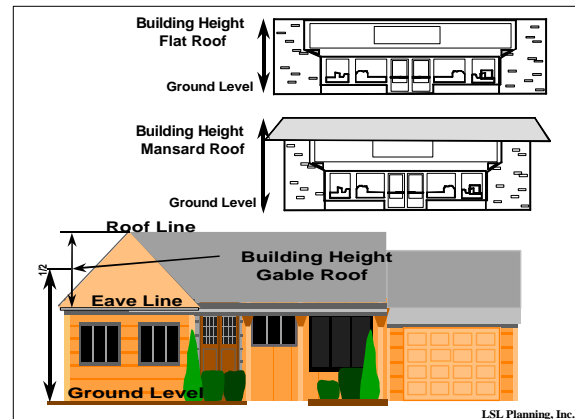 Building Height
Flat Roof
Ground Level
Building Height
Mansard Roof
Ground Level
Roof Line
1/2
Building Height
Gable Roof
Eave Line
Ground Level
LSL Planning, Inc.